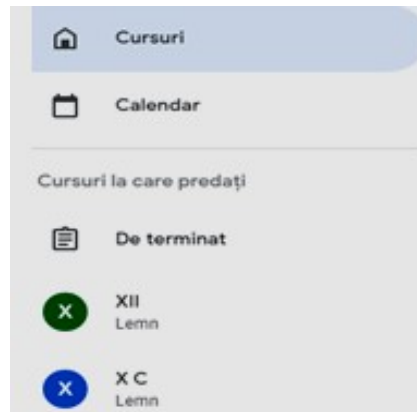 Cursuri
Calendar
Cursuri la care predați
De terminat
X
XII
Lemn
X
X C
Lemn